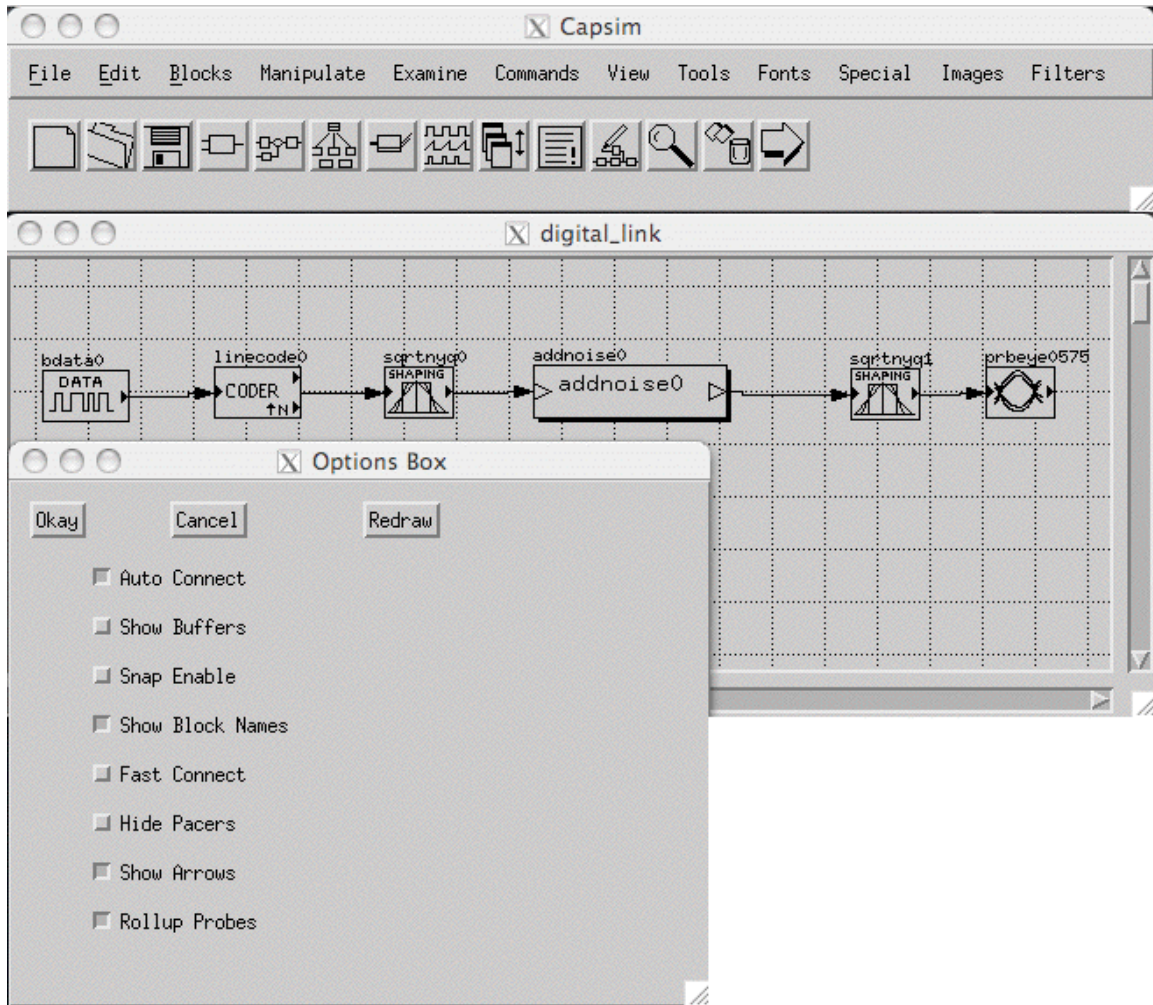 Capsim
File Edit Blocks Manipulate Examine Commands View Tools Fonts Special Images Filters
digital_link
bdata0 linecode0 sqrtnyq0 addnoise0 sqrtnyq1 prbeye0575
DATA CODER ↑N SHAPING addnoise0 SHAPING
Options Box
Okay Cancel Redraw
Auto Connect
Show Buffers
Snap Enable
Show Block Names
Fast Connect
Hide Pacers
Show Arrows
Rollup Probes